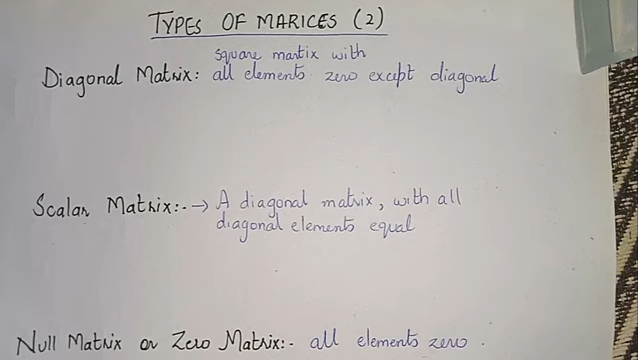 TYPES OF MARICES (2)
square martix with
Diagonal Matrix: all elements zero except diagonal
Scalar Matrix:-→ A diagonal matrix, with all
diagonal elements equal
Null Matrix or Zero Matrix:- all elements zero.